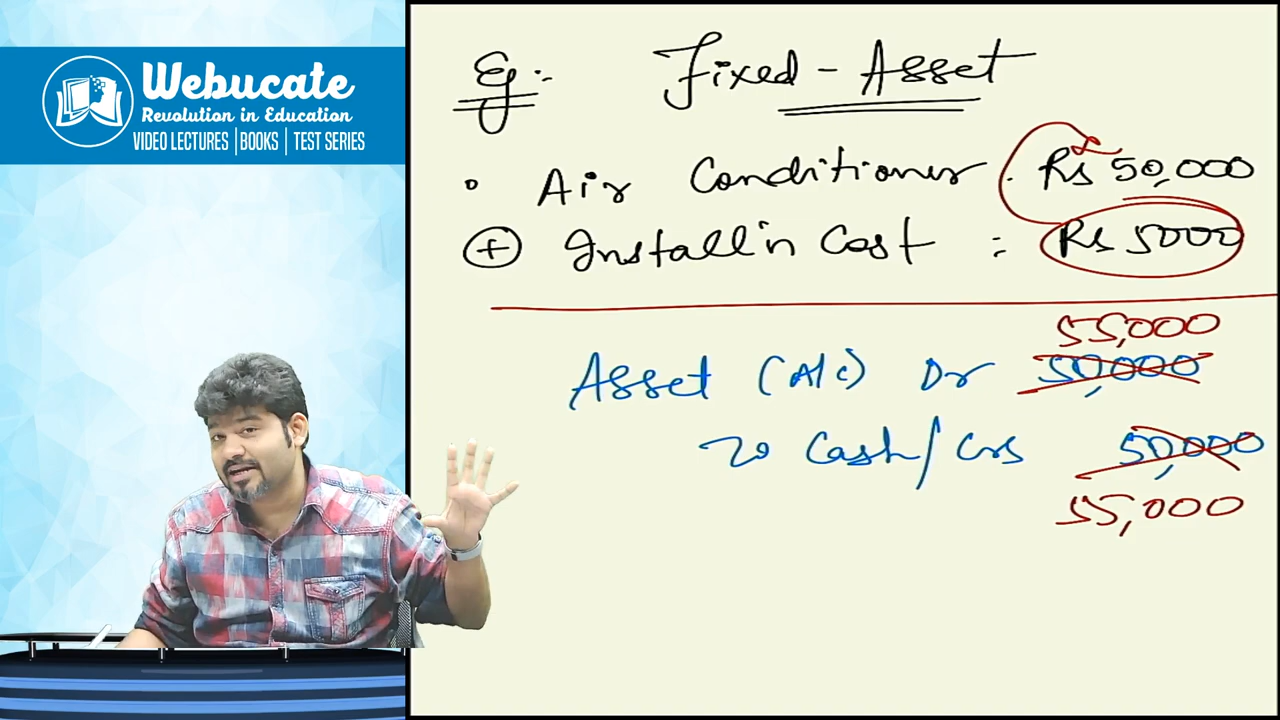 Webucate
Revolution in Education
VIDEO LECTURES | BOOKS | TEST SERIES
Eg:-
Fixed - Asset
• Air Conditioner. Rs 50,000
+ Install'n Cost = Rs 5000
55,000
Asset (A/c) Dr 50,000
To Cash/Crs 50,000
55,000